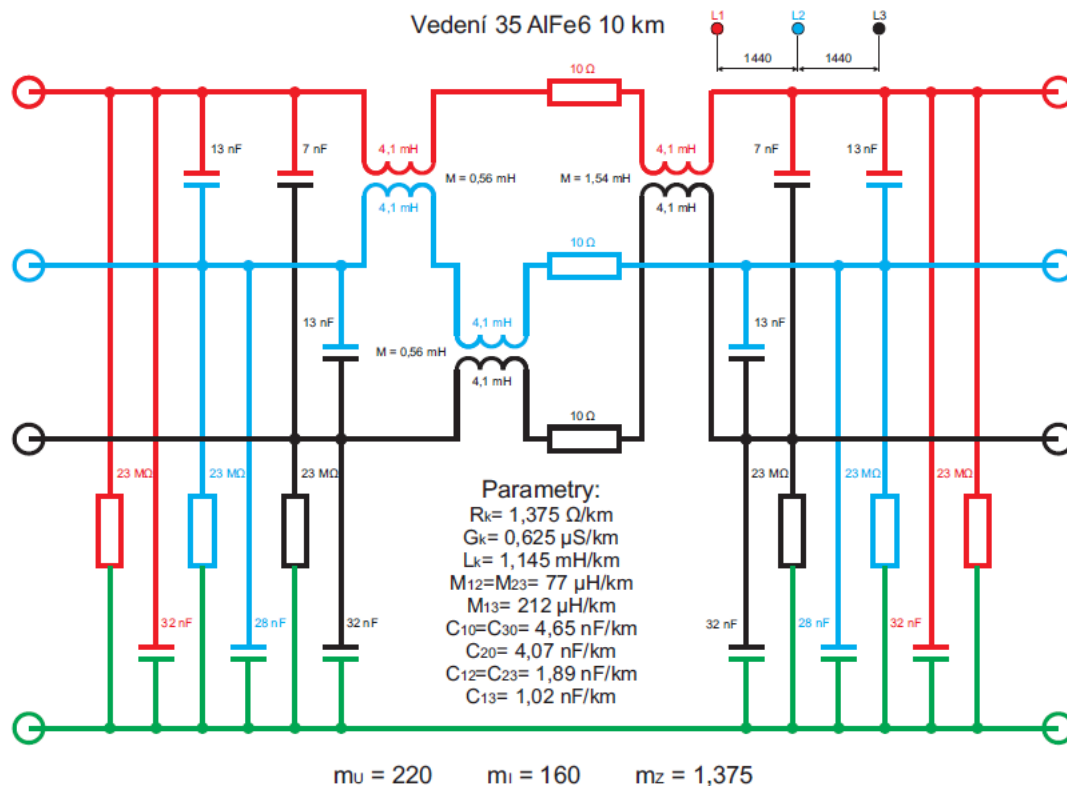 Vedení 35 AlFe6 10 km
L1 L2 L3
1440 1440
10 Ω
13 nF 7 nF 7 nF 13 nF
4,1 mH 4,1 mH
M = 0,56 mH M = 1,54 mH
4,1 mH 4,1 mH
10 Ω
13 nF 4,1 mH 13 nF
M = 0,56 mH
4,1 mH
10 Ω
23 MΩ 23 MΩ 23 MΩ 23 MΩ 23 MΩ 23 MΩ
Parametry:
Rk= 1,375 Ω/km
Gk= 0,625 µS/km
Lk= 1,145 mH/km
M12=M23= 77 µH/km
M13= 212 µH/km
C10=C30= 4,65 nF/km
C20= 4,07 nF/km
C12=C23= 1,89 nF/km
C13= 1,02 nF/km
32 nF 28 nF 32 nF 32 nF 28 nF 32 nF
mU = 220 mI = 160 mZ = 1,375